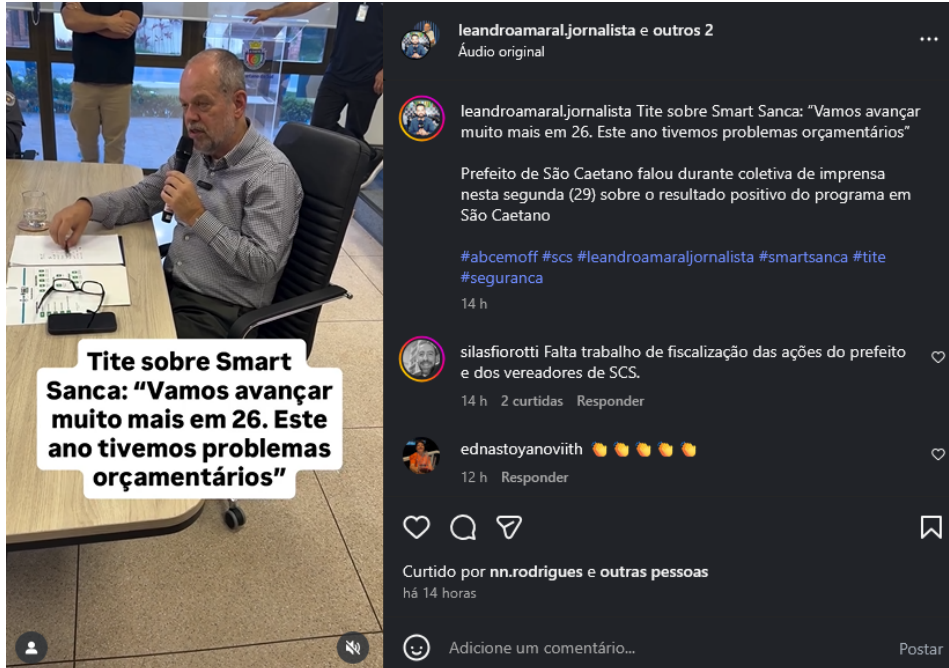 Tite sobre Smart
Sanca: “Vamos avançar
muito mais em 26. Este
ano tivemos problemas
orçamentários”
leandroamaral.jornalista e outros 2
Áudio original
leandroamaral.jornalista Tite sobre Smart Sanca: “Vamos avançar
muito mais em 26. Este ano tivemos problemas orçamentários”
Prefeito de São Caetano falou durante coletiva de imprensa
nesta segunda (29) sobre o resultado positivo do programa em
São Caetano
#abcemoff #scs #leandroamaraljornalista #smartsanca #tite
#seguranca
14 h
silasfiorotti Falta trabalho de fiscalização das ações do prefeito
e dos vereadores de SCS.
14 h 2 curtidas Responder
ednastoyanoviith 👏 👏 👏 👏 👏
12 h Responder
Curtido por nn.rodrigues e outras pessoas
há 14 horas
Adicione um comentário...
Postar